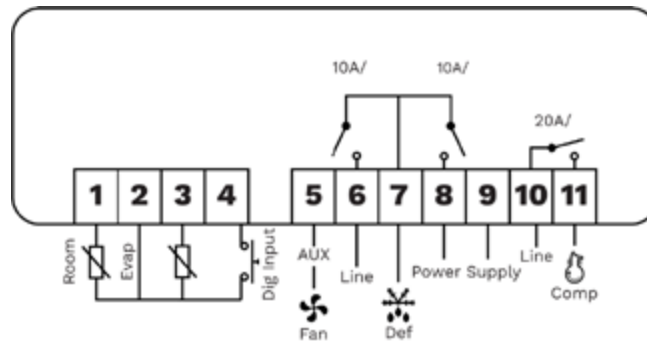 10A/ 10A/
20A/
1 2 3 4 5 6 7 8 9 10 11
Room
Evap
Dig Input
AUX
Line
Power Supply
Line
Fan
Def
Comp